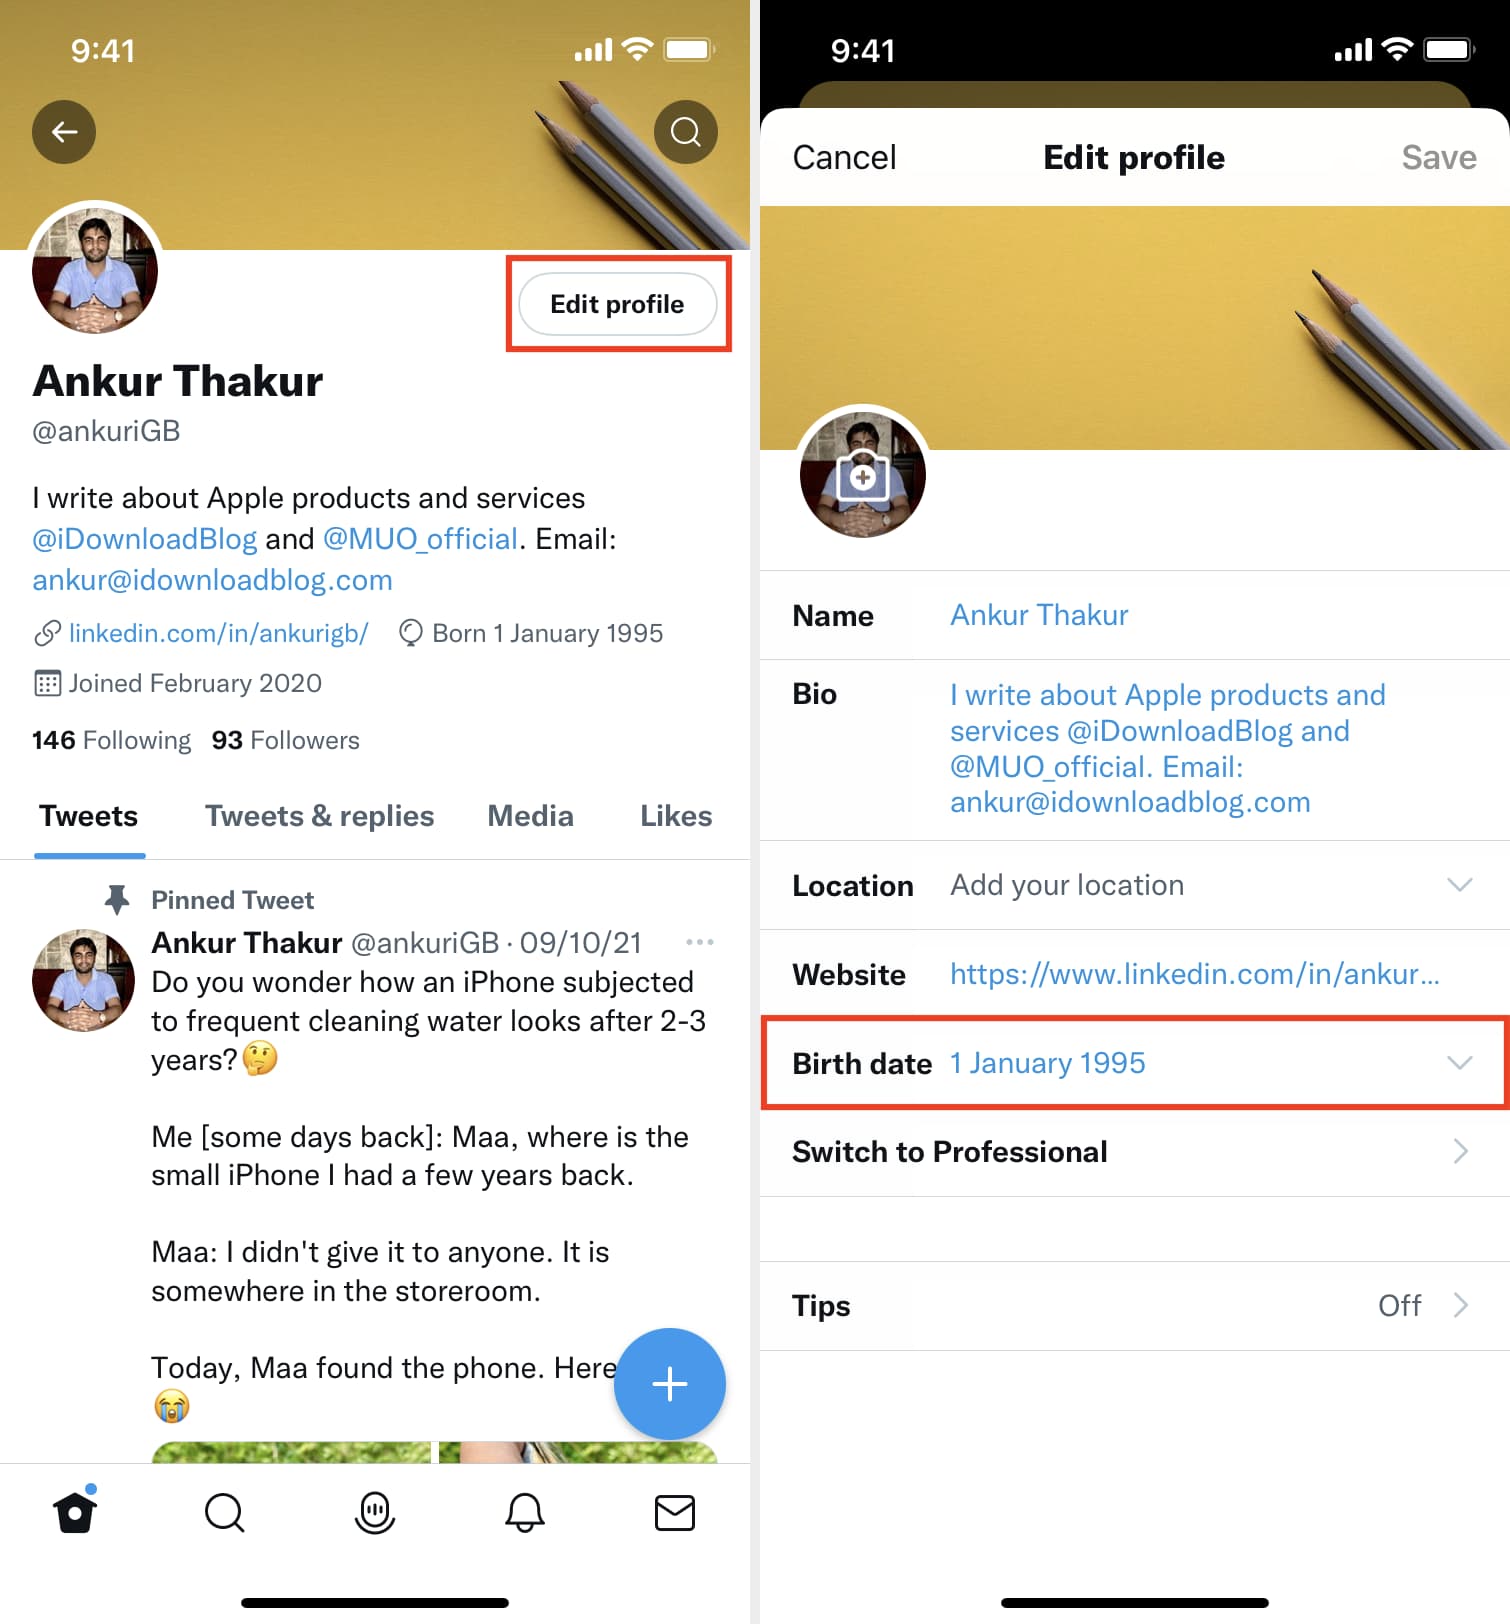 9:41
Edit profile
Ankur Thakur
@ankuriGB
I write about Apple products and services
@iDownloadBlog and @MUO_official. Email:
ankur@idownloadblog.com
linkedin.com/in/ankurigb/ Born 1 January 1995
Joined February 2020
146 Following 93 Followers
Tweets Tweets & replies Media Likes
Pinned Tweet
Ankur Thakur @ankuriGB · 09/10/21 ...
Do you wonder how an iPhone subjected
to frequent cleaning water looks after 2-3
years?🤔
Me [some days back]: Maa, where is the
small iPhone I had a few years back.
Maa: I didn't give it to anyone. It is
somewhere in the storeroom.
Today, Maa found the phone. Here
😭
9:41
Cancel Edit profile Save
Name Ankur Thakur
Bio I write about Apple products and
services @iDownloadBlog and
@MUO_official. Email:
ankur@idownloadblog.com
Location Add your location
Website https://www.linkedin.com/in/ankur...
Birth date 1 January 1995
Switch to Professional
Tips Off